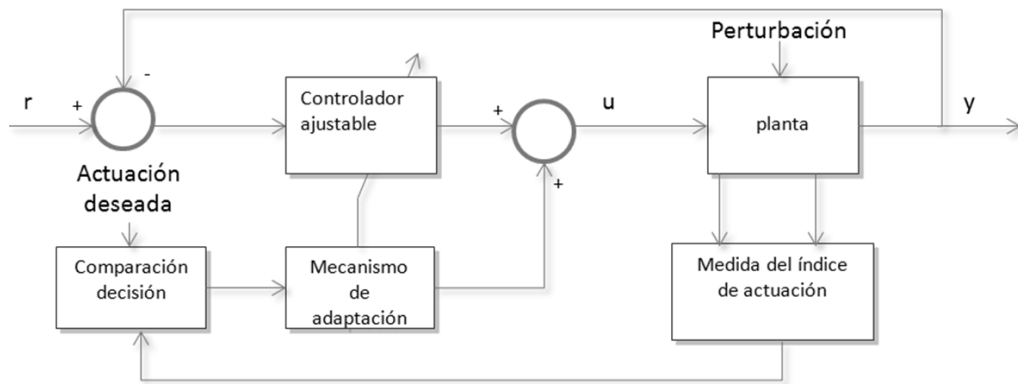 Perturbación
-
r
+
Controlador
ajustable
+
u
planta
y
Actuación
deseada
+
Comparación
decisión
Mecanismo
de
adaptación
Medida del índice
de actuación